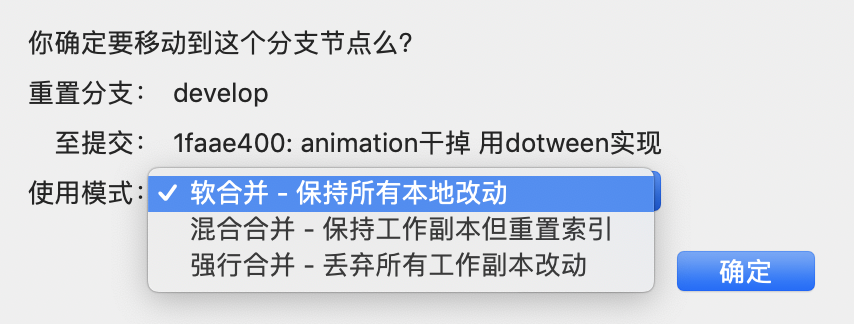 你确定要移动到这个分支节点么?
重置分支： develop
至提交： 1faae400: animation干掉 用dotween实现
使用模式： ✓ 软合并 - 保持所有本地改动
混合合并 - 保持工作副本但重置索引
强行合并 - 丢弃所有工作副本改动
确定